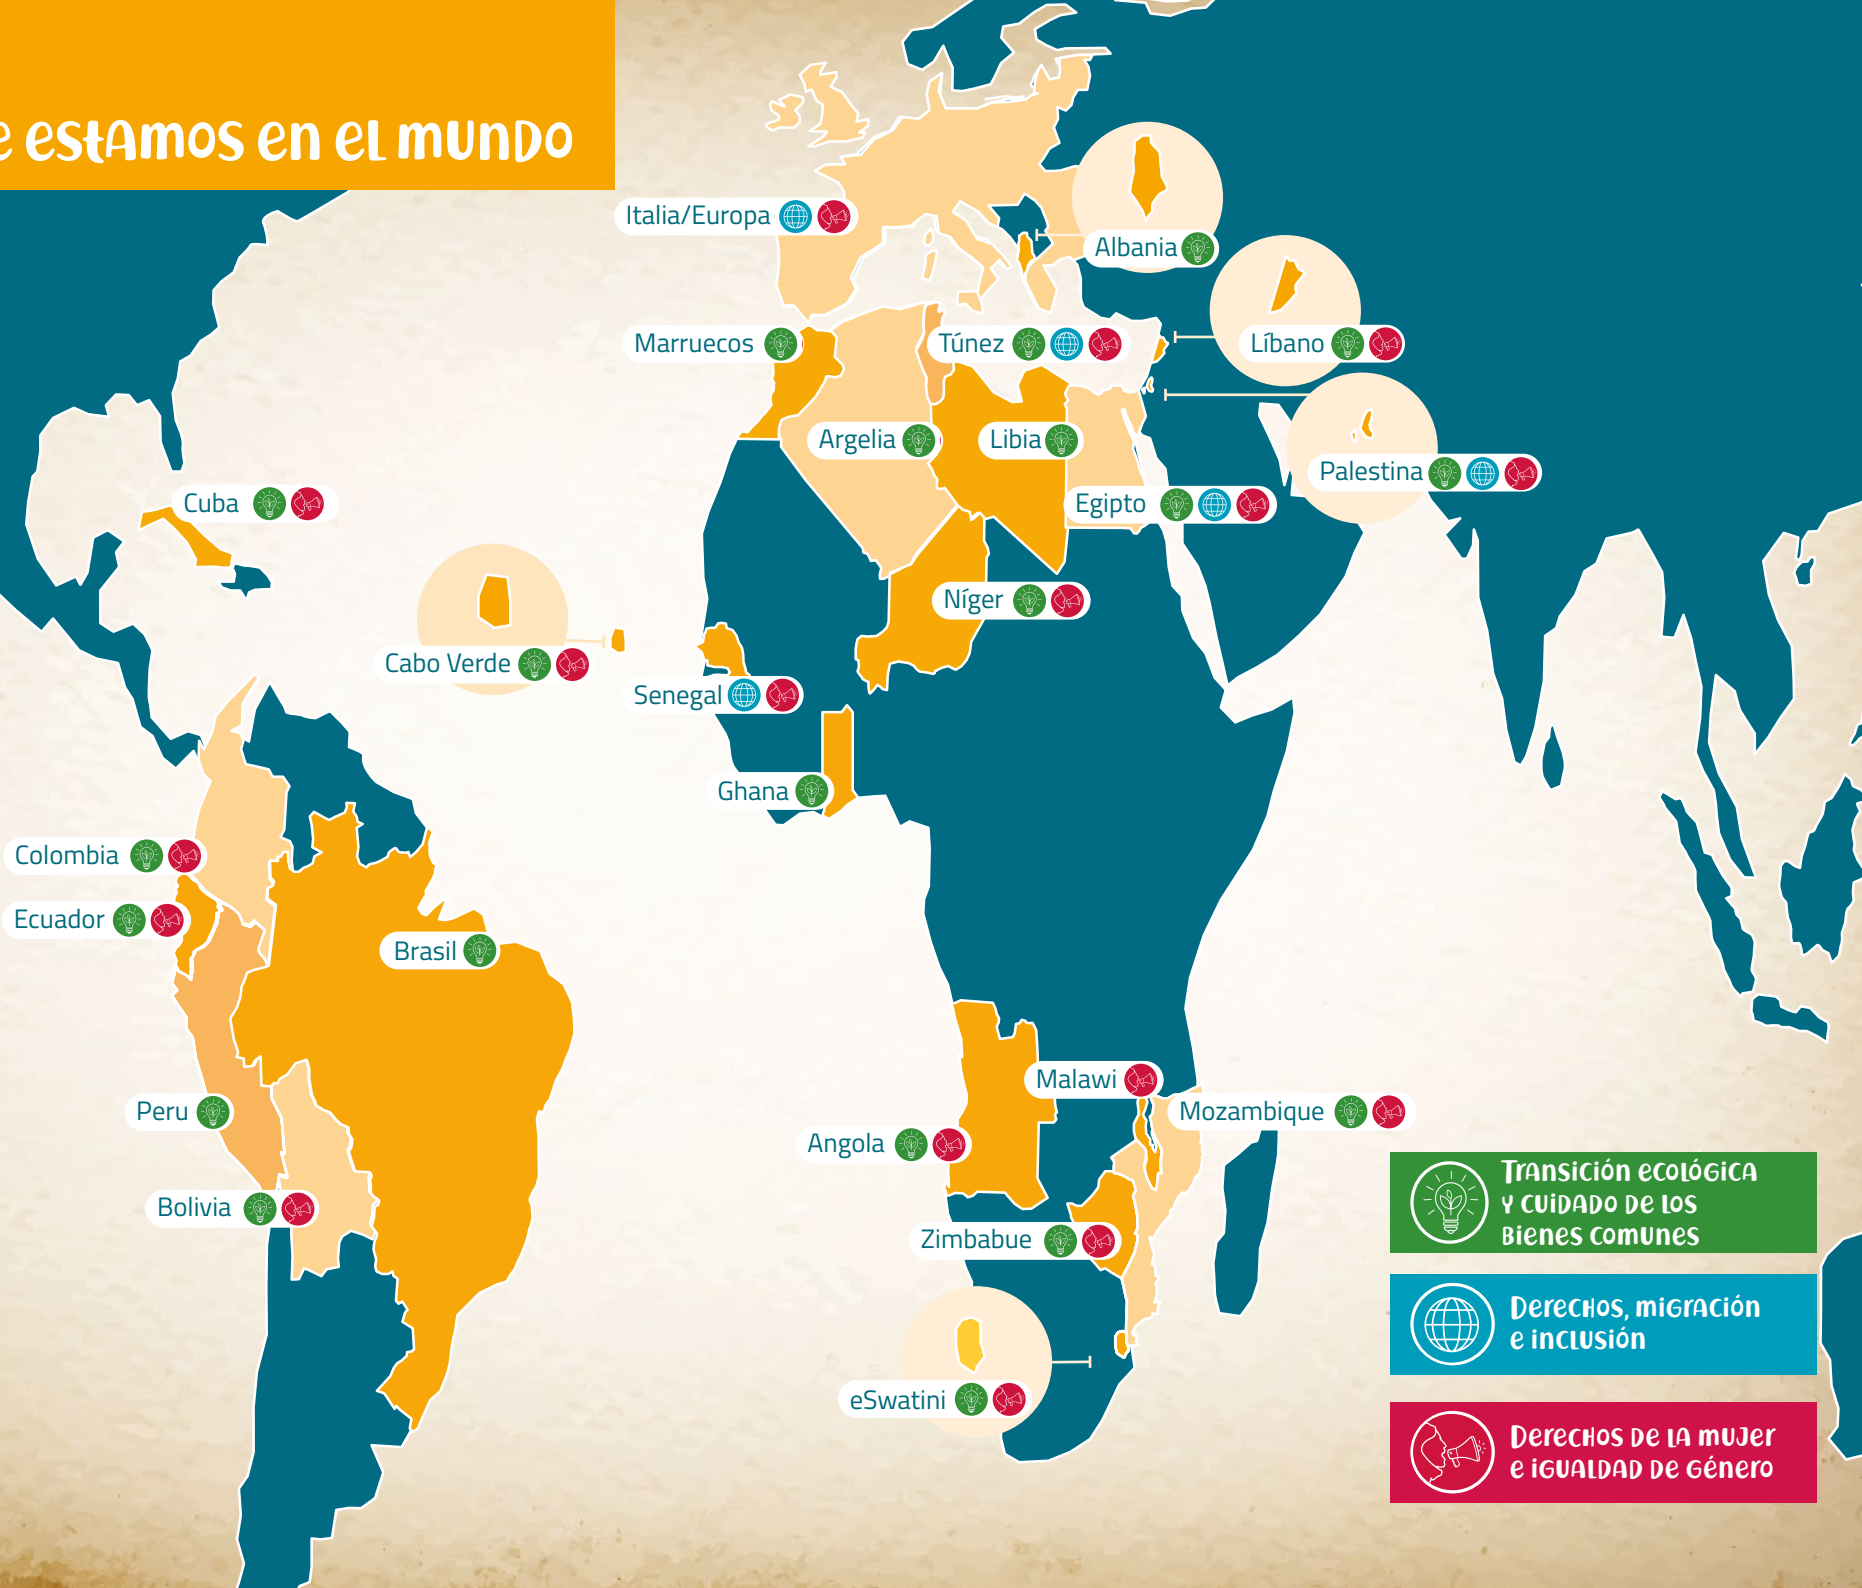 e estamos en el mundo
Italia/Europa
Albania
Marruecos
Túnez
Líbano
Argelia
Libia
Palestina
Cuba
Egipto
Níger
Cabo Verde
Senegal
Ghana
Colombia
Ecuador
Brasil
Malawi
Peru
Mozambique
Angola
Bolivia
Zimbabue
eSwatini
Transición ecológica
y cuidado de los
Bienes comunes
Derechos, migración
e inclusión
Derechos de la mujer
e igualdad de género